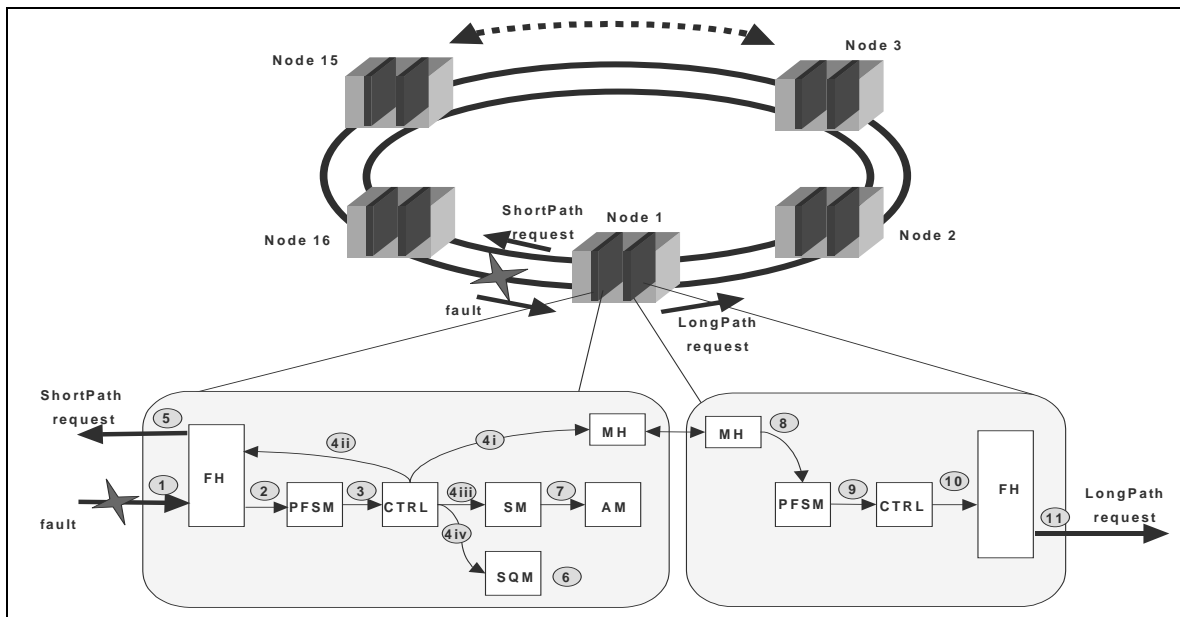 Node 15
Node 3
Node 16
ShortPath
request
Node 1
Node 2
fault
LongPath
request
ShortPath
request
5
1
fault
FH
2
PFSM
3
CTRL
4ii
4i
4iii
4iv
MH
SM
7
AM
SQM
6
MH
8
PFSM
9
CTRL
10
FH
11
LongPath
request